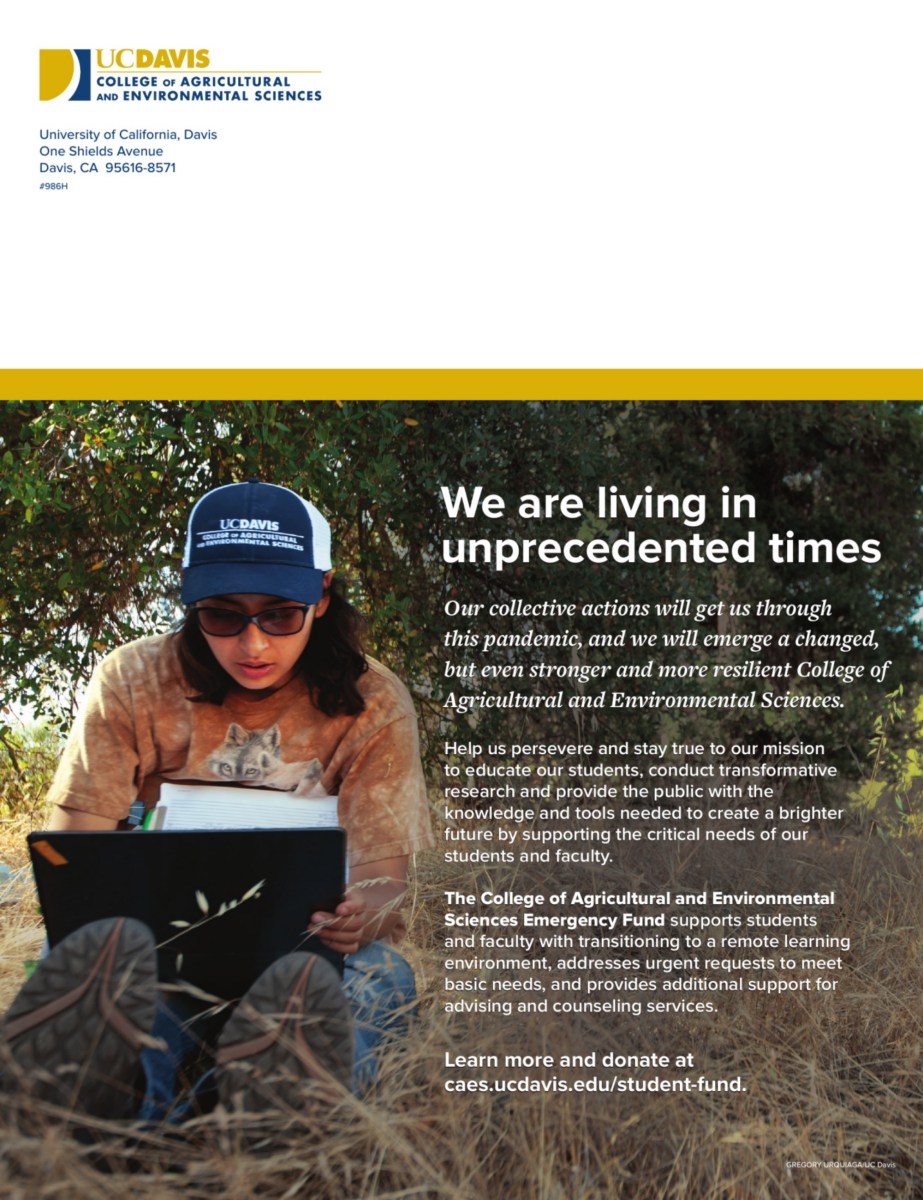 UCDAVIS
COLLEGE OF AGRICULTURAL
AND ENVIRONMENTAL SCIENCES
University of California, Davis
One Shields Avenue
Davis, CA 95616-8571
#986H
UCDAVIS
COLLEGE OF AGRICULTURAL
AND ENVIRONMENTAL SCIENCES
We are living in
unprecedented times
Our collective actions will get us through
this pandemic, and we will emerge a changed,
but even stronger and more resilient College of
Agricultural and Environmental Sciences.
Help us persevere and stay true to our mission
to educate our students, conduct transformative
research and provide the public with the
knowledge and tools needed to create a brighter
future by supporting the critical needs of our
students and faculty.
The College of Agricultural and Environmental
Sciences Emergency Fund supports students
and faculty with transitioning to a remote learning
environment, addresses urgent requests to meet
basic needs, and provides additional support for
advising and counseling services.
Learn more and donate at
caes.ucdavis.edu/student-fund.
GREGORY URQUIAGA/UC Davis